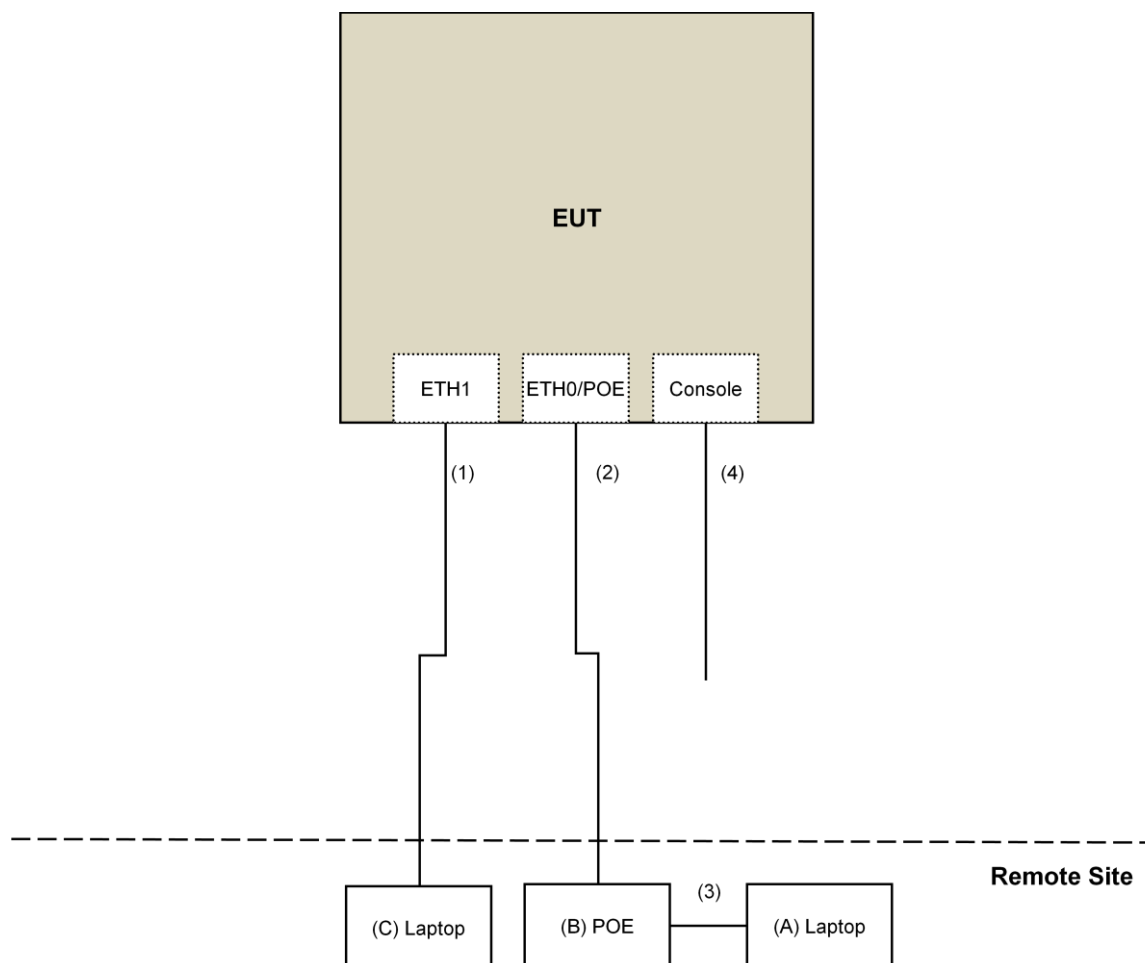 EUT
ETH1
ETH0/POE
Console
(1)
(2)
(4)
Remote Site
(3)
(C) Laptop
(B) POE
(A) Laptop